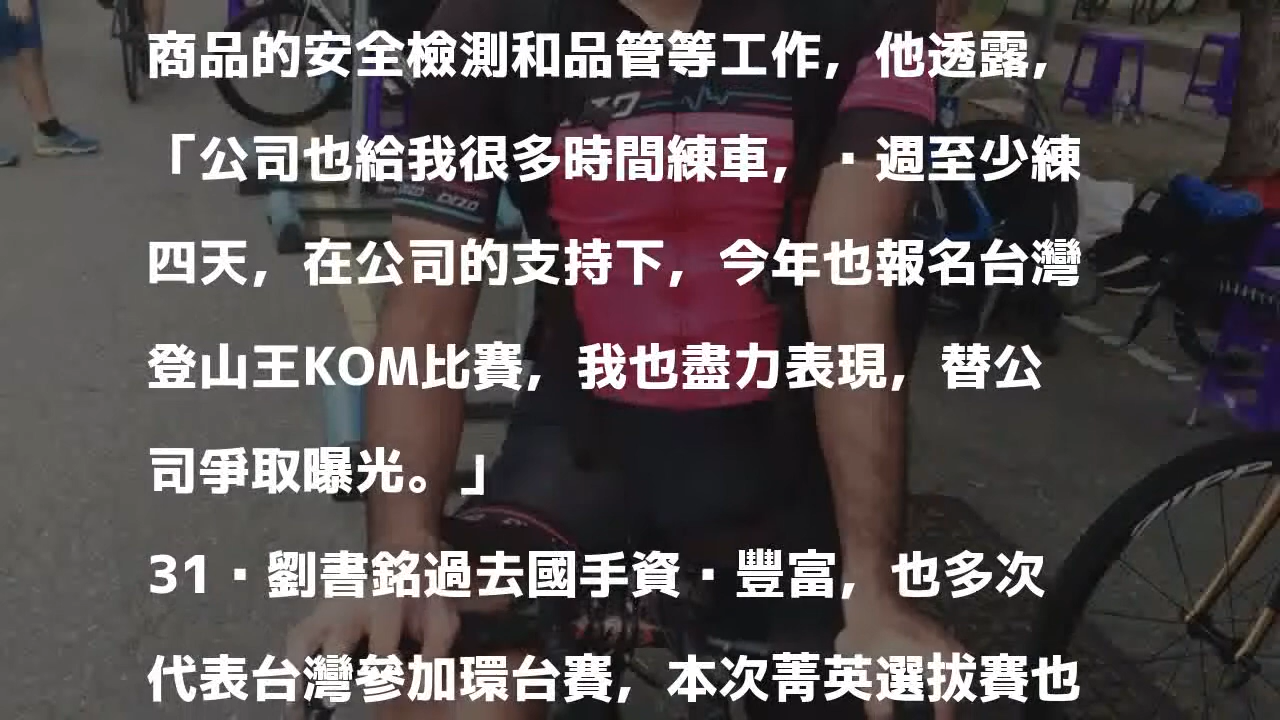 商品的安全檢測和品管等工作，他透露，
「公司也給我很多時間練車，▪週至少練
四天，在公司的支持下，今年也報名台灣
登山王KOM比賽，我也盡力表現，替公
司爭取曝光。」
31▪劉書銘過去國手資▪豐富，也多次
代表台灣參加環台賽，本次菁英選拔賽也